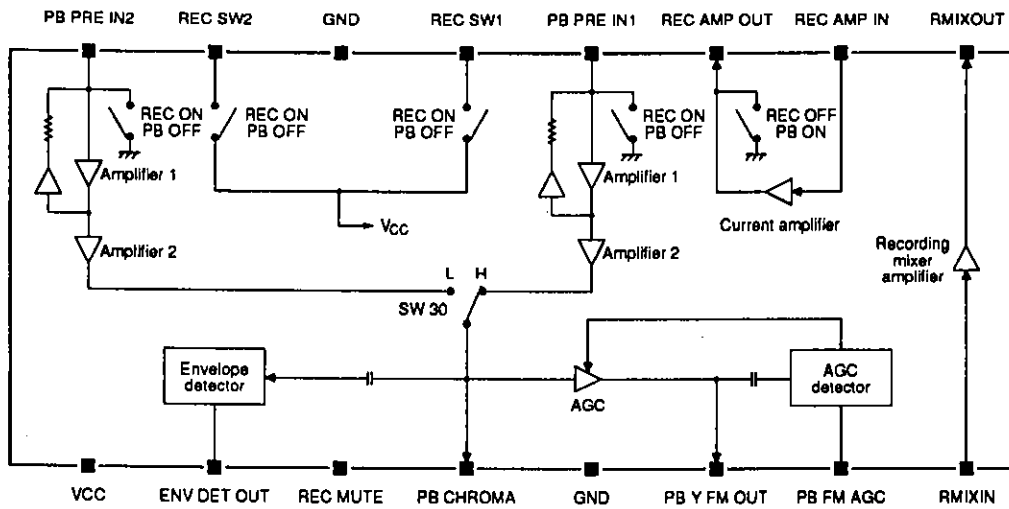 PB PRE IN2
REC SW2
GND
REC SW1
PB PRE IN1
REC AMP OUT
REC AMP IN
RMIXOUT
REC ON
PB OFF
REC ON
PB OFF
REC ON
PB OFF
REC ON
PB OFF
REC OFF
PB ON
Amplifier 1
Amplifier 1
Current amplifier
VCC
Amplifier 2
Amplifier 2
Recording
mixer
amplifier
L
H
SW 30
Envelope
detector
AGC
AGC
detector
VCC
ENV DET OUT
REC MUTE
PB CHROMA
GND
PB Y FM OUT
PB FM AGC
RMIXIN